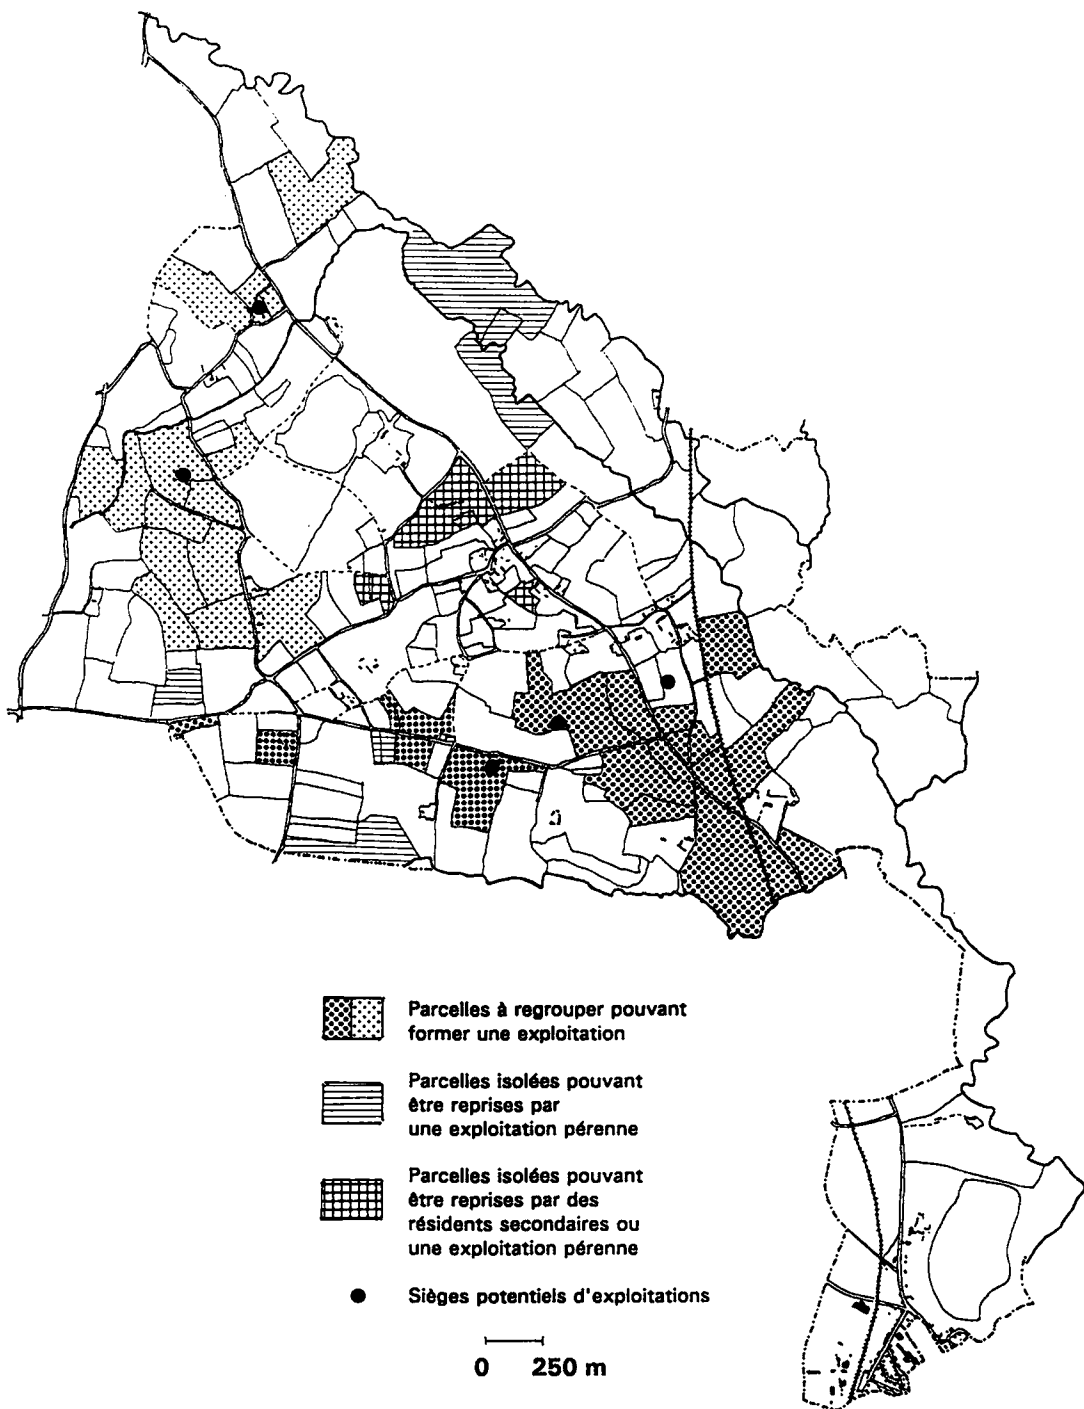 Parcelles à regrouper pouvant
former une exploitation
Parcelles isolées pouvant
être reprises par
une exploitation pérenne
Parcelles isolées pouvant
être reprises par des
résidents secondaires ou
une exploitation pérenne
Sièges potentiels d'exploitations
0 250 m